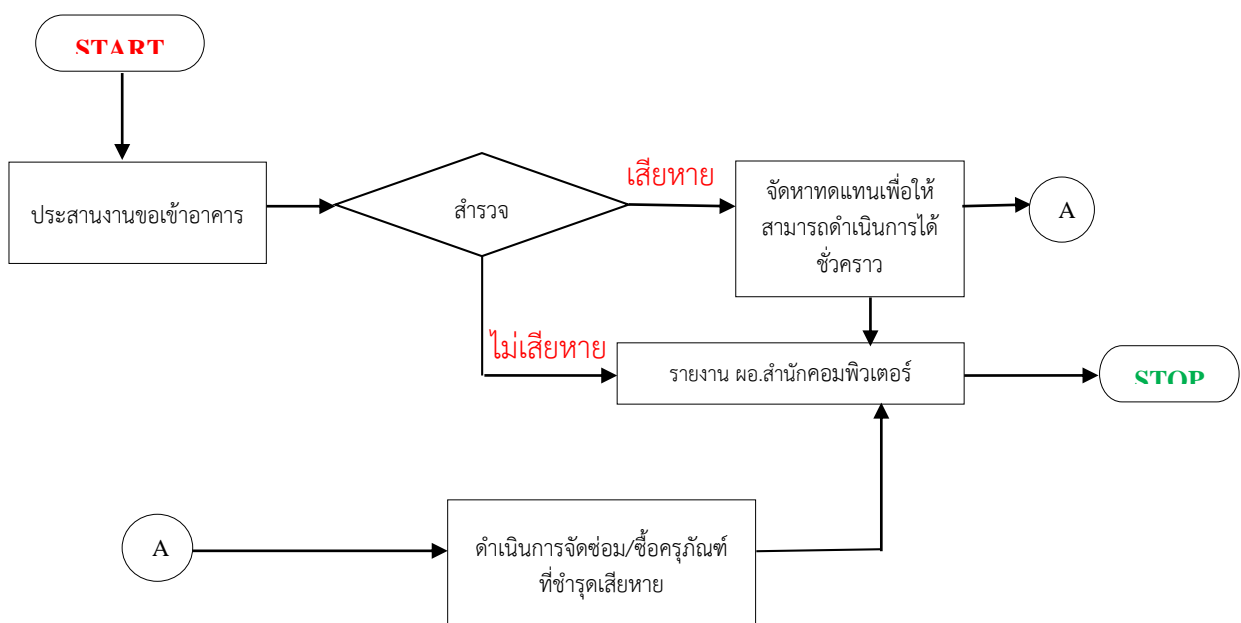 START
ประสานงานขอเข้าอาคาร
สำรวจ
เสียหาย
จัดหาทดแทนเพื่อให้
สามารถดำเนินการได้
ชั่วคราว
A
ไม่เสียหาย
รายงาน ผอ.สำนักคอมพิวเตอร์
STOP
A
ดำเนินการจัดซ่อม/ซื้อครุภัณฑ์
ที่ชำรุดเสียหาย